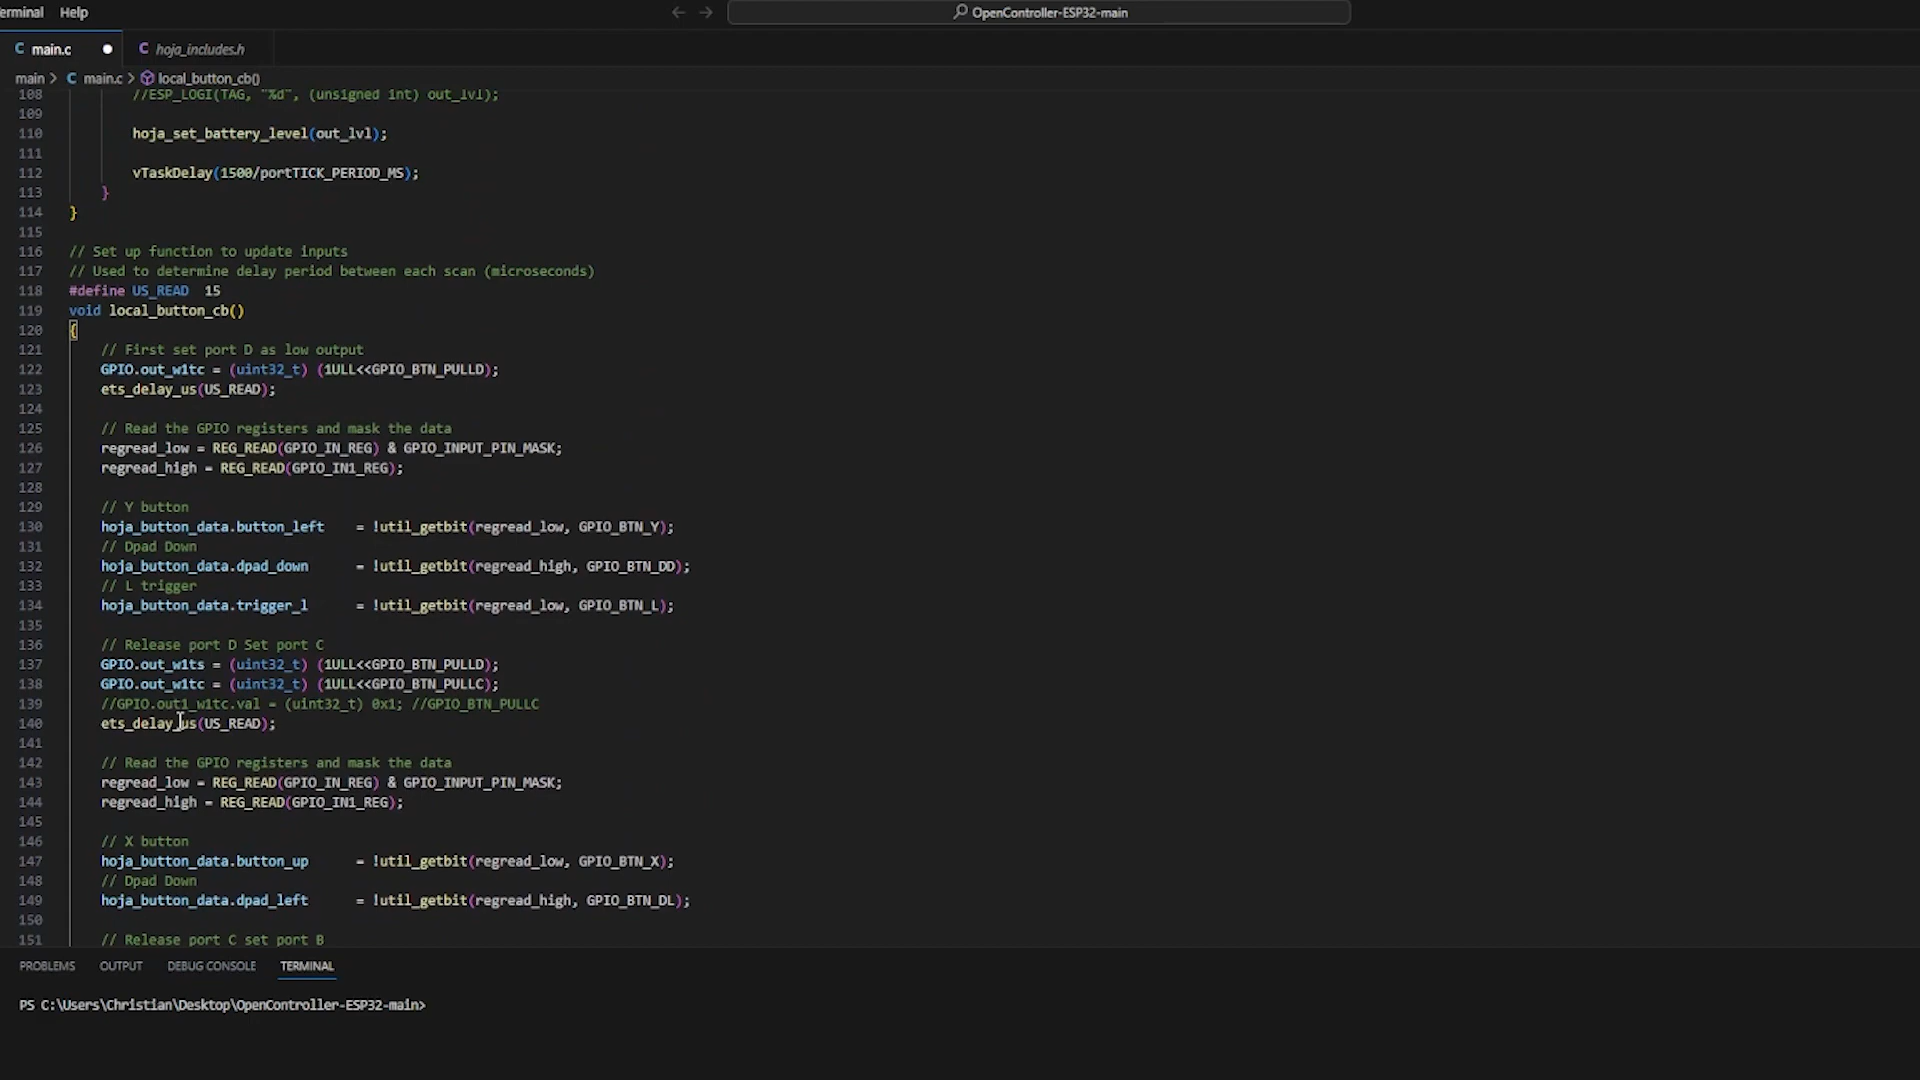 erminal Help
OpenController-ESP32-main
C main.c
C hoja_includes.h
main > C main.c > local_button_cb()
108 //ESP_LOGI(TAG, "%d", (unsigned int) out_lvl);
109
110 hoja_set_battery_level(out_lvl);
111
112 vTaskDelay(1500/portTICK_PERIOD_MS);
113 }
114 }
115
116 // Set up function to update inputs
117 // Used to determine delay period between each scan (microseconds)
118 #define US_READ 15
119 void local_button_cb()
120 {
121 // First set port D as low output
122 GPIO.out_w1tc = (uint32_t) (1ULL<<GPIO_BTN_PULLD);
123 ets_delay_us(US_READ);
124
125 // Read the GPIO registers and mask the data
126 regread_low = REG_READ(GPIO_IN_REG) & GPIO_INPUT_PIN_MASK;
127 regread_high = REG_READ(GPIO_IN1_REG);
128
129 // Y button
130 hoja_button_data.button_left = !util_getbit(regread_low, GPIO_BTN_Y);
131 // Dpad Down
132 hoja_button_data.dpad_down = !util_getbit(regread_high, GPIO_BTN_DD);
133 // L trigger
134 hoja_button_data.trigger_l = !util_getbit(regread_low, GPIO_BTN_L);
135
136 // Release port D Set port C
137 GPIO.out_w1ts = (uint32_t) (1ULL<<GPIO_BTN_PULLD);
138 GPIO.out_w1tc = (uint32_t) (1ULL<<GPIO_BTN_PULLC);
139 //GPIO.out1_w1tc.val = (uint32_t) 0x1; //GPIO_BTN_PULLC
140 ets_delay_us(US_READ);
141
142 // Read the GPIO registers and mask the data
143 regread_low = REG_READ(GPIO_IN_REG) & GPIO_INPUT_PIN_MASK;
144 regread_high = REG_READ(GPIO_IN1_REG);
145
146 // X button
147 hoja_button_data.button_up = !util_getbit(regread_low, GPIO_BTN_X);
148 // Dpad Down
149 hoja_button_data.dpad_left = !util_getbit(regread_high, GPIO_BTN_DL);
150
151 // Release port C set port B
PROBLEMS OUTPUT DEBUG CONSOLE TERMINAL
PS C:\Users\Christian\Desktop\OpenController-ESP32-main>